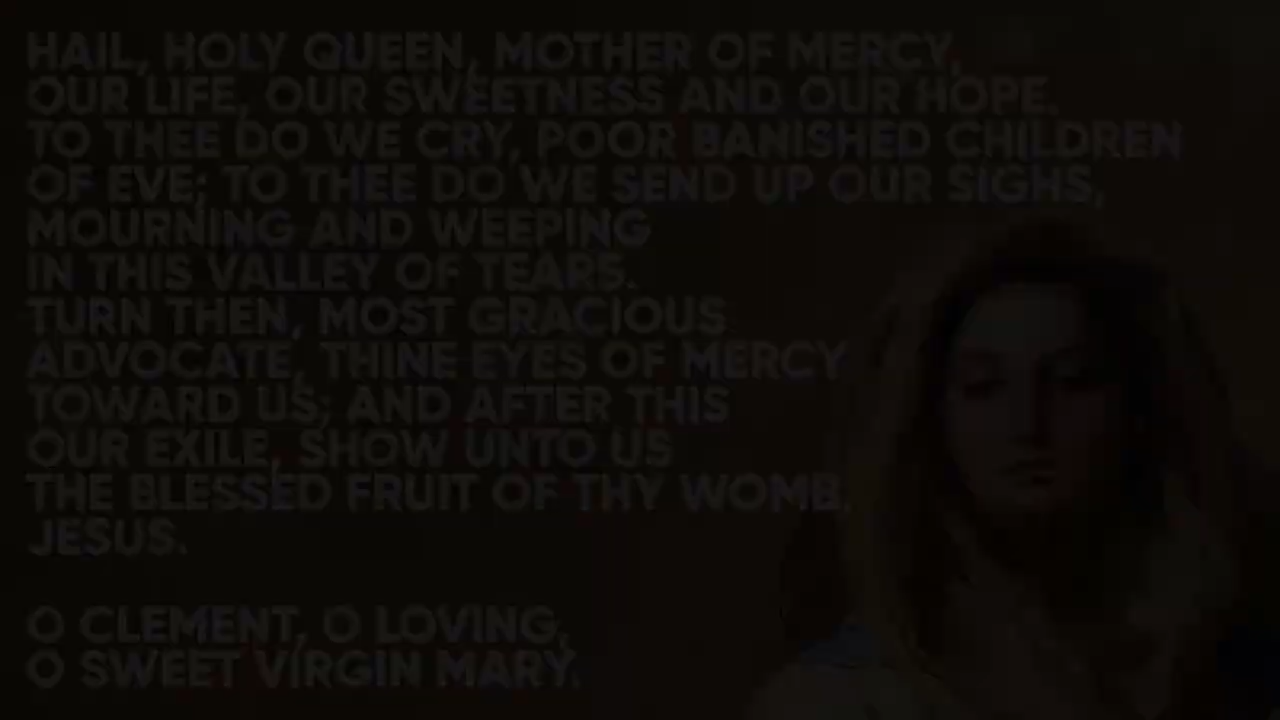 HAIL, HOLY QUEEN, MOTHER OF MERCY,
OUR LIFE, OUR SWEETNESS AND OUR HOPE.
TO THEE DO WE CRY, POOR BANISHED CHILDREN
OF EVE; TO THEE DO WE SEND UP OUR SIGHS,
MOURNING AND WEEPING
IN THIS VALLEY OF TEARS.
TURN THEN, MOST GRACIOUS
ADVOCATE, THINE EYES OF MERCY
TOWARD US; AND AFTER THIS
OUR EXILE, SHOW UNTO US
THE BLESSED FRUIT OF THY WOMB,
JESUS.
O CLEMENT, O LOVING,
O SWEET VIRGIN MARY.